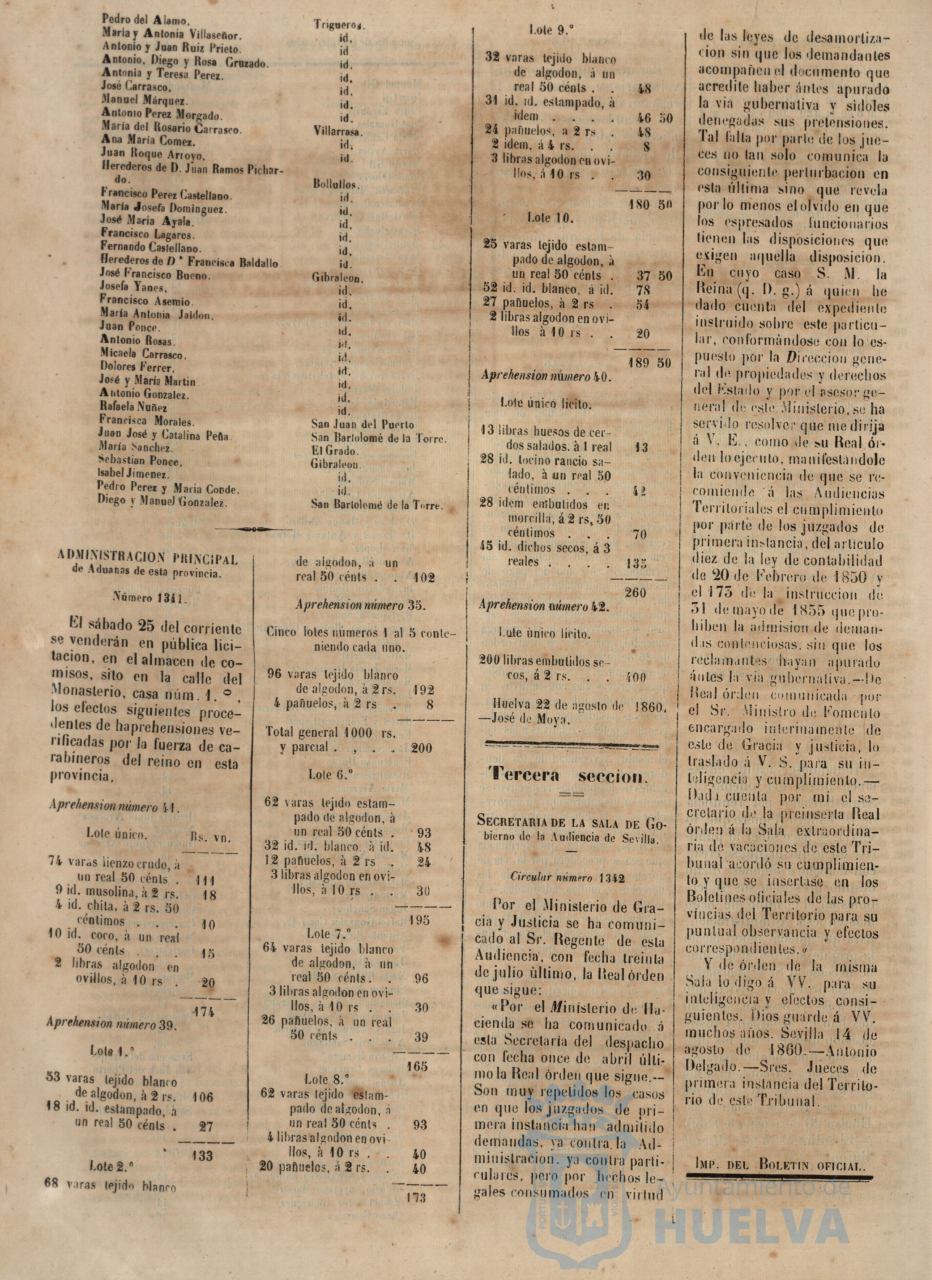 Pedro del Alamo. Trigueros.
María y Antonia Villaseñor. id.
Antonio y Juan Ruiz Prieto. id
Antonio, Diego y Rosa Cruzado. id.
Antonia y Teresa Perez. id.
José Carrasco. id.
Manuel Márquez. id.
Antonio Perez Morgado. id.
María del Rosario Carrasco. Villarrasa.
Ana María Gomez. id.
Juan Roque Arroyo. id.
Herederos de D. Juan Ramos Pichar-
do. Bollullos.
Francisco Perez Castellano. id.
María Josefa Dominguez. id.
José Maria Ayala. id.
Francisco Lagares. id.
Fernando Castellano. id.
Herederos de Dª Francisca Baldallo id.
José Francisco Bueno. Gibraleon.
Josefa Yanes. id.
Francisco Asemio. id.
María Antonia Jaldon. id.
Juan Ponce. id.
Antonio Rosas. id.
Micaela Carrasco. id.
Dolores Ferrer. id.
José y María Martin id.
Antonio Gonzalez. id.
Rafaela Nuñez id.
Francisca Morales. San Juan del Puerto
Juan José y Catalina Peña. San Bartolomé de la Torre.
María Sanchez. El Grado.
Sebastian Ponce. Gibraleon.
Isabel Jimenez. id.
Pedro Perez y Maria Conde. id.
Diego y Manuel Gonzalez. San Bartolomé de la Torre.
ADMINISTRACION PRINCIPAL
de Aduanas de esta provincia.
Número 1341.
El sábado 25 del corriente
se venderán en pública lici-
tacion, en el almacen de co-
misos, sito en la calle del
Monasterio, casa núm. 1.º,
los efectos siguientes proce-
dentes de haprehensiones ve-
rificadas por la fuerza de ca-
rabineros del reino en esta
provincia.
Aprehension número 41.
Lote único. Rs. vn.
74 varas lienzo crudo, á
un real 50 cénts . 111
9 id. musolina, à 2 rs. 18
4 id. chita. á 2 rs. 50
céntimos . . . 10
10 id. coco, à un real
50 cénts . . . 15
2 libras algodon en
ovillos, á 10 rs . 20
174
Aprehension número 39.
Lote 1.º
53 varas tejido blanco
de algodon, à 2 rs. 106
18 id. id. estampado, á
un real 50 cénts . 27
133
Lote 2.º
68 varas tejido blanco
de algodon, à un
real 50 cénts . . 102
Aprehension número 35.
Cinco lotes números 1 al 5 conte-
niendo cada uno.
96 varas tejido blanco
de algodon, à 2 rs. 192
4 pañuelos, à 2 rs . 8
Total general 1000 rs.
y parcial . , . . 200
Lote 6.º
62 varas tejido estam-
pado de algodon, à
un real 50 cénts . 93
32 id. id. blanco. à id. 48
12 pañuelos, à 2 rs . 24
3 libras algodon en ovi-
llos, à 10 rs . . 30
195
Lote 7.º
64 varas tejido blanco
de algodon, à un
real 50 cénts . . 96
3 libras algodon en ovi-
llos, à 10 rs . . 30
26 pañuelos, à un real
50 cénts . . . 39
165
Lote 8.º
62 varas tejido estam-
pado de algodon, á
un real 50 cénts . 93
4 libras algodon en ovi-
llos, à 10 rs . . 40
20 pañuelos, á 2 rs. . 40
173
Lote 9.º
32 varas tejido blanco
de algodon, á un
real 50 cénts . . 48
31 id. id. estampado, à
idem . . . . 46 50
24 pañuelos, a 2 rs . 48
2 idem, á 4 rs. . . 8
3 libras algodon en ovi-
llos, á 10 rs . . 30
180 50
Lote 10.
25 varas tejido estam-
pado de algodon, à
un real 50 cénts . 37 50
52 id. id. blanco, á id. 78
27 pañuelos, à 2 rs . 54
2 libras algodon en ovi-
llos à 10 rs . . 20
189 50
Aprehension número 40.
Lote único licito.
13 libras huesos de cer-
dos salados. à 1 real 13
28 id. tocino rancio sa-
lado, à un real 50
céntimos . . . 42
28 idem embutidos en
morcilla, á 2 rs, 50
céntimos . . . 70
45 id. dichos secos, á 3
reales . . . . 135
260
Aprehension número 42.
Lute único lícito.
200 libras embutidos se-
cos, á 2 rs. . . 400
Huelva 22 de agosto de 1860.
—José de Moya.
Tercera seccion.
SECRETARIA DE LA SALA DE GO-
bierno de la Audiencia de Sevilla.
Circular número 1342
Por el Ministerio de Gra-
cia y Justicia se ha comuni-
cado al Sr. Regente de esta
Audiencia, con fecha treinta
de julio último, la Real órden
que sigue:
«Por el Ministerio de Ha-
cienda se ha comunicado á
esta Secretaría del despacho
con fecha once de abril últi-
mo la Real órden que sigue.--
Son muy repetidos los casos
en que los juzgados de pri-
mera instancia han admitido
demandas, ya contra la Ad-
ministracion, ya contra parti-
culares, pero por hechos le-
gales consumados en virtud
de las leyes de desamortiza-
cion sin que los demandantes
acompañen el documento que
acredite haber ántes apurado
la via gubernativa y sidoles
denegadas sus pretensiones.
Tal falta por parte de los jue-
ces no tan solo comunica la
consiguiente perturbacion en
esta última sino que revela
por lo menos el olvido en que
los espresados funcionarios
tienen las disposiciones que
exigen aquella disposicion.
En cuyo caso S. M. la
Reina (q. D. g.) á quien he
dado cuenta del expediente
instruido sobre este particu-
lar, conformándose con lo es-
puesto por la Direccion gene-
ral de propiedades y derechos
del Estado y por el asesor ge-
neral de este Ministerio, se ha
servido resolver que me dirija
á V. E., como de su Real ór-
den lo ejecuto, manifestándole
la conveniencia de que se re-
comiende á las Audiencias
Territoriales el cumplimiento
por parte de los juzgados de
primera instancia, del articulo
diez de la ley de contabilidad
de 20 de Febrero de 1850 y
el 173 de la instruccion de
31 de mayo de 1855 que pro-
hiben la admision de deman-
das contenciosas, sin que los
reclamantes hayan apurado
ántes la via gubernativa.—De
Real órden comunicada por
el Sr. Ministro de Fomento
encargado interinamente de
este de Gracia y justicia, lo
traslado á V. S. para su in-
teligencia y cumplimiento.—
Dada cuenta por mi el se-
cretario de la preinserta Real
órden á la Sala extraordina-
ria de vacaciones de este Tri-
bunal acordó su cumplimien-
to y que se insertase en los
Boletines oficiales de las pro-
vincias del Territorio para su
puntual observancia y efectos
correspondientes.«
Y de órden de la misma
Sala lo digo á VV. para su
inteligencia y efectos consi-
guientes. Dios guarde á VV.
muchos años. Sevilla 14 de
agosto de 1860.—Antonio
Delgado.—Sres. Jueces de
primera instancia del Territo-
rio de este Tribunal.
IMP. DEL BOLETIN OFICIAL.
Ayuntamiento de
HUELVA